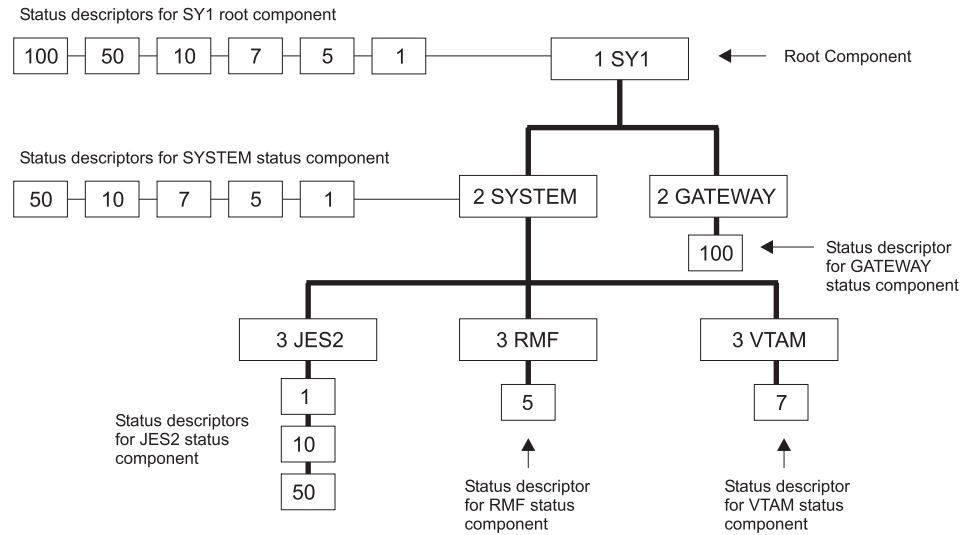 Status descriptors for SY1 root component
100 50 10 7 5 1 1 SY1 Root Component
Status descriptors for SYSTEM status component
50 10 7 5 1 2 SYSTEM 2 GATEWAY
100
Status descriptor
for GATEWAY
status component
3 JES2 3 RMF 3 VTAM
1
10
50
Status descriptors
for JES2 status
component
5
7
Status descriptor
for RMF status
component
Status descriptor
for VTAM status
component